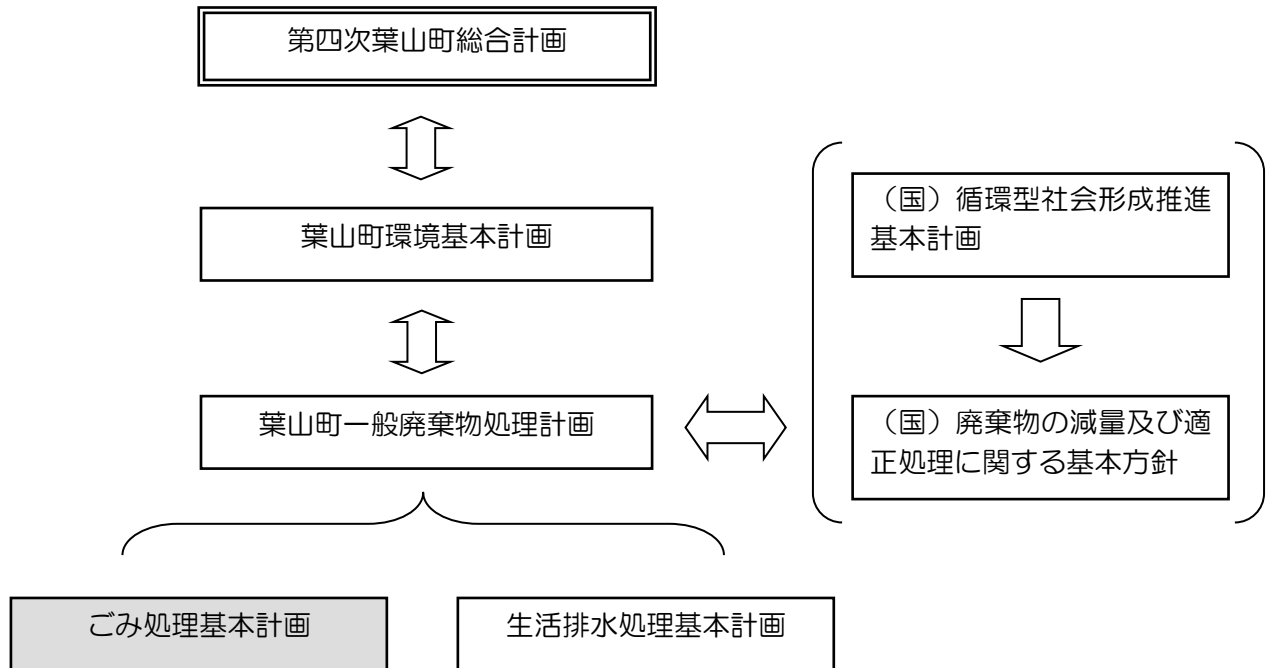 第四次葉山町総合計画
葉山町環境基本計画
葉山町一般廃棄物処理計画
（国）循環型社会形成推進
基本計画
（国）廃棄物の減量及び適
正処理に関する基本方針
ごみ処理基本計画
生活排水処理基本計画